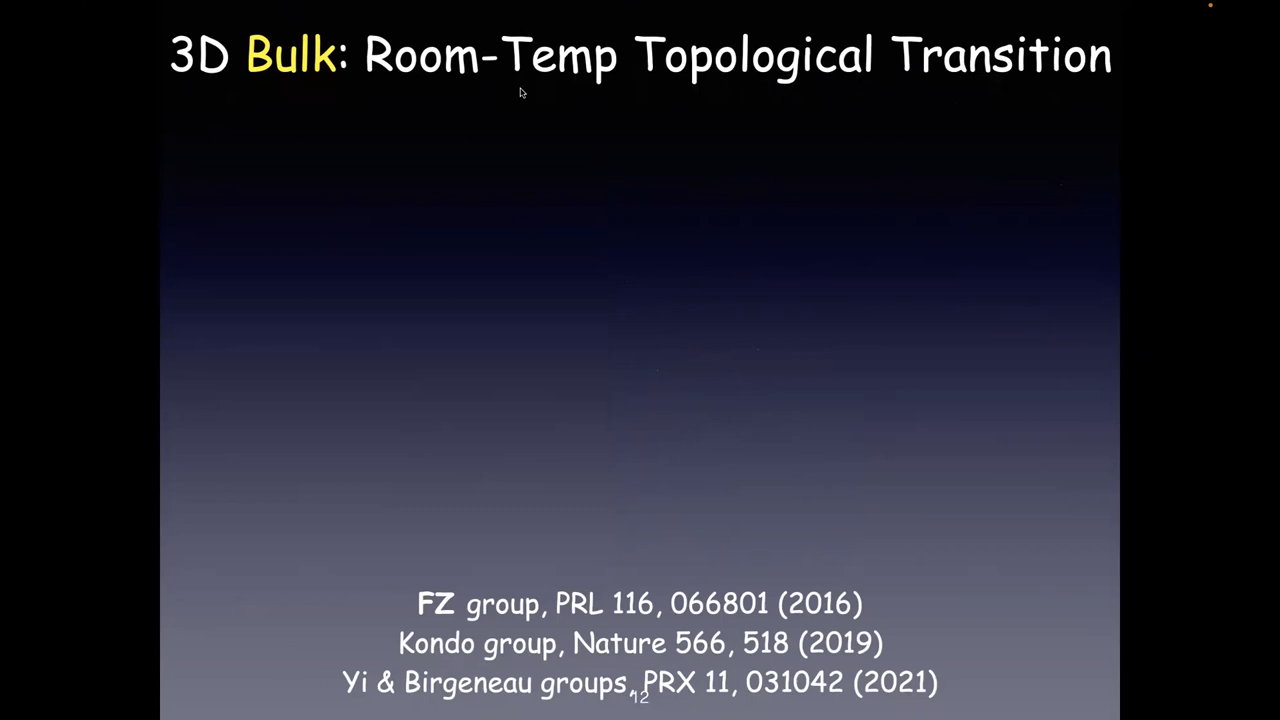 3D Bulk: Room-Temp Topological Transition
FZ group, PRL 116, 066801 (2016)
Kondo group, Nature 566, 518 (2019)
Yi & Birgeneau groups, PRX 11, 031042 (2021)
12